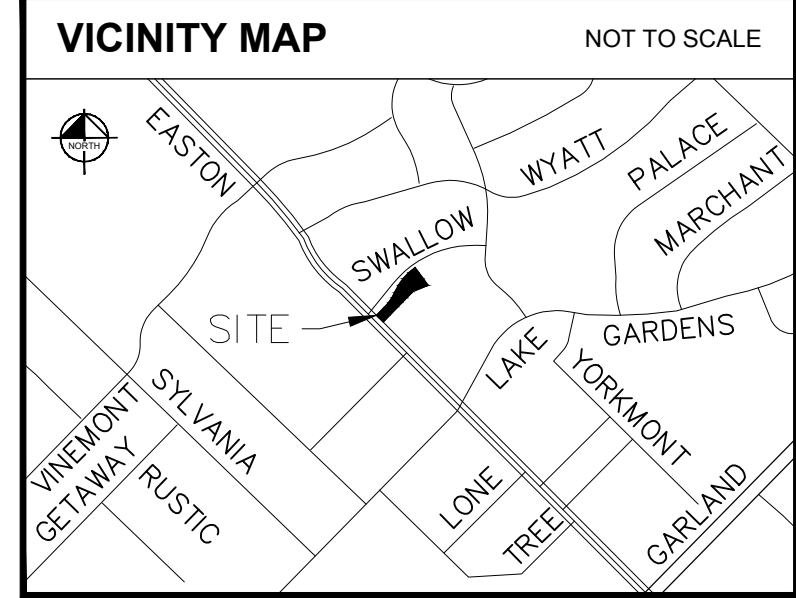 VICINITY MAP
NOT TO SCALE
NORTH
EASTON
WYATT
PALACE
MARCHANT
SWALLOW
SITE
LAKE
GARDENS
YORKMONT
SYLVANIA
VINEMONT
GETAWAY
RUSTIC
LONE
TREE
GARLAND